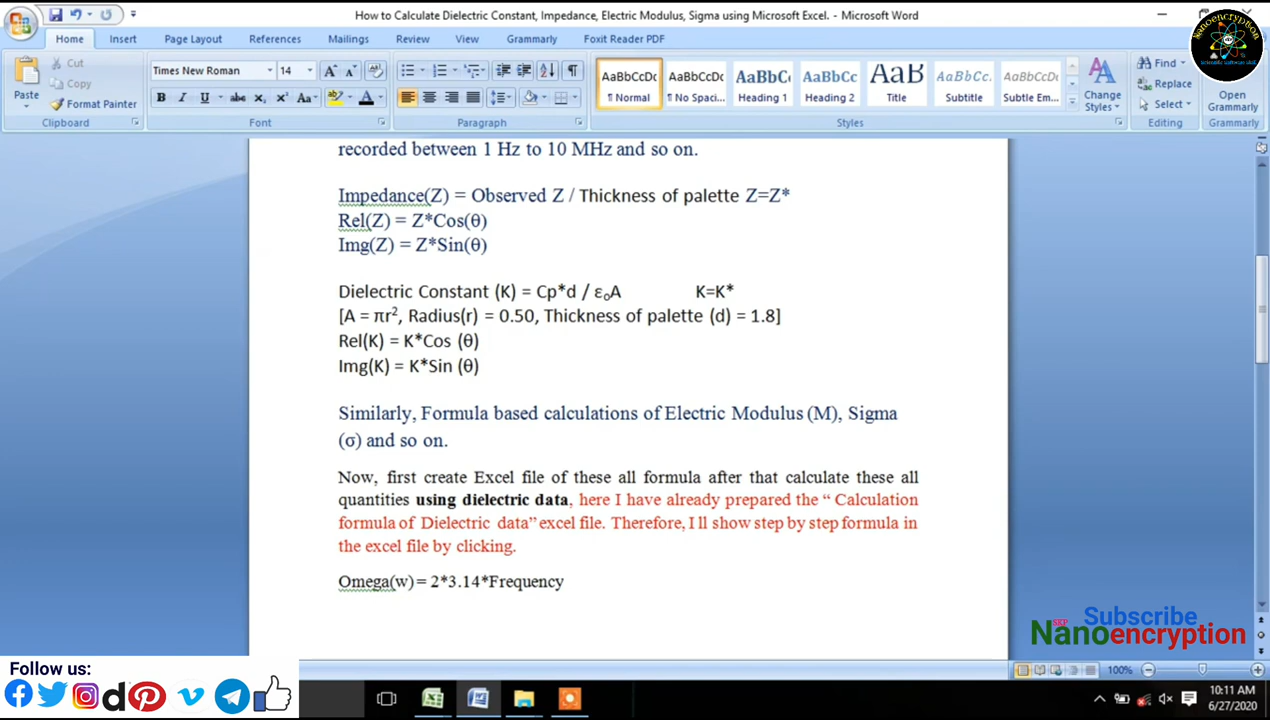 How to Calculate Dielectric Constant, Impedance, Electric Modulus, Sigma using Microsoft Excel. - Microsoft Word
Home Insert Page Layout References Mailings Review View Grammarly Foxit Reader PDF
Nanoencryption
Paste
Cut
Copy
Format Painter
Clipboard
Times New Roman 14
Font
Paragraph
AaBbCcDc AaBbCcDc AaBbCc AaBbCc AaBb AaBbCc AaBbCcDc
¶ Normal ¶ No Spaci... Heading 1 Heading 2 Title Subtitle Subtle Em...
Change Styles
Styles
Find
Replace
Select
Editing
Open Grammarly
Grammarly
recorded between 1 Hz to 10 MHz and so on.
Impedance(Z) = Observed Z / Thickness of palette Z=Z*
Rel(Z) = Z*Cos(θ)
Img(Z) = Z*Sin(θ)
Dielectric Constant (K) = Cp*d / ε₀A K=K*
[A = πr², Radius(r) = 0.50, Thickness of palette (d) = 1.8]
Rel(K) = K*Cos (θ)
Img(K) = K*Sin (θ)
Similarly, Formula based calculations of Electric Modulus (M), Sigma
(σ) and so on.
Now, first create Excel file of these all formula after that calculate these all
quantities using dielectric data, here I have already prepared the “ Calculation
formula of Dielectric data” excel file. Therefore, I ll show step by step formula in
the excel file by clicking.
Omega(w) = 2*3.14*Frequency
Subscribe
SKP
Nanoencryption
Follow us:
100%
10:11 AM
6/27/2020